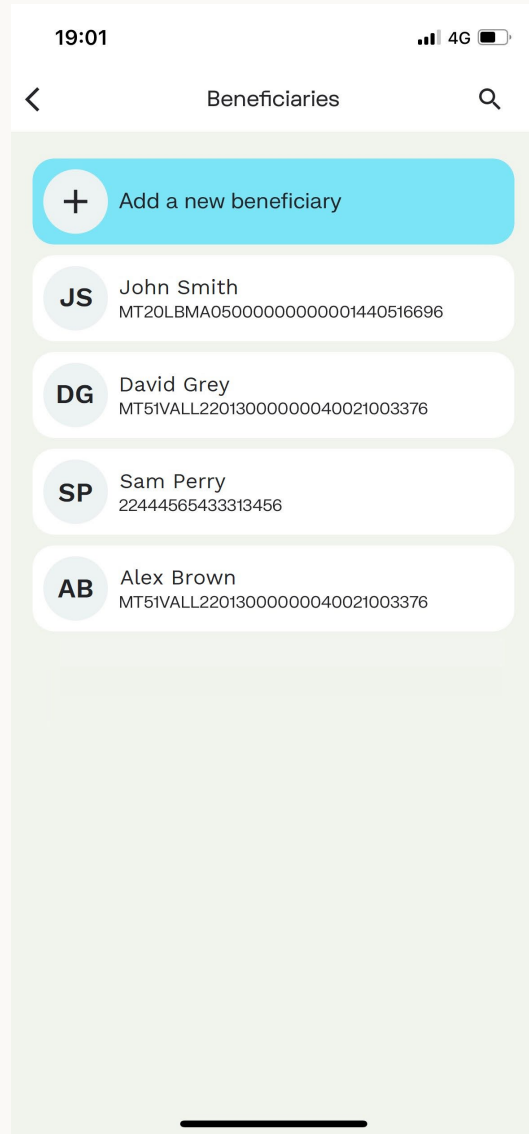 19:01
4G
Beneficiaries
Add a new beneficiary
JS
John Smith
MT20LBMA05000000000001440516696
DG
David Grey
MT51VALL22013000000040021003376
SP
Sam Perry
22444565433313456
AB
Alex Brown
MT51VALL22013000000040021003376